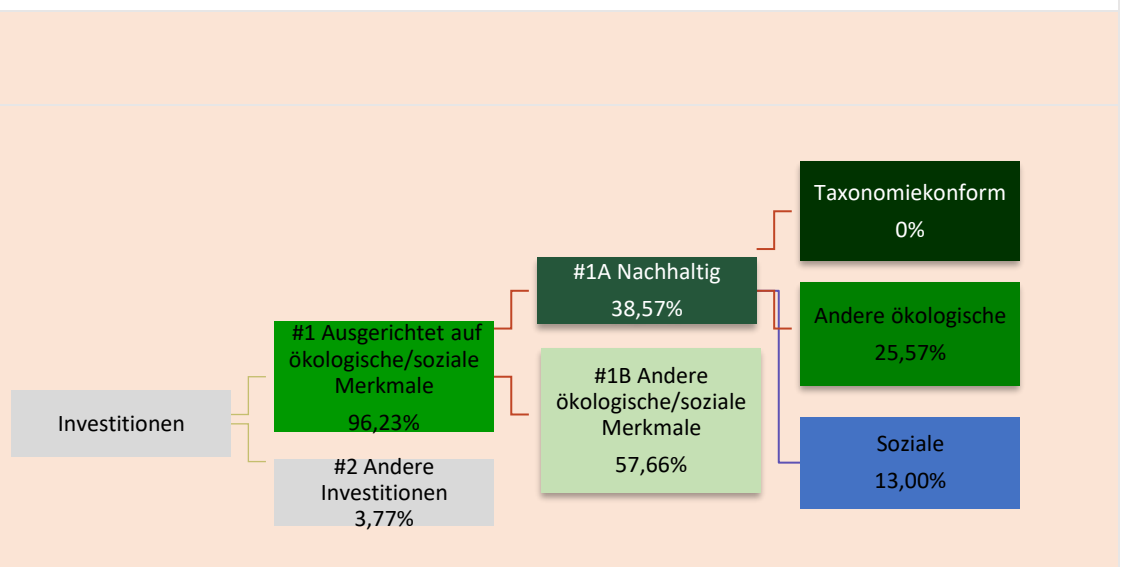 Investitionen
#1 Ausgerichtet auf
ökologische/soziale
Merkmale
96,23%
#2 Andere
Investitionen
3,77%
#1A Nachhaltig
38,57%
#1B Andere
ökologische/soziale
Merkmale
57,66%
Taxonomiekonform
0%
Andere ökologische
25,57%
Soziale
13,00%